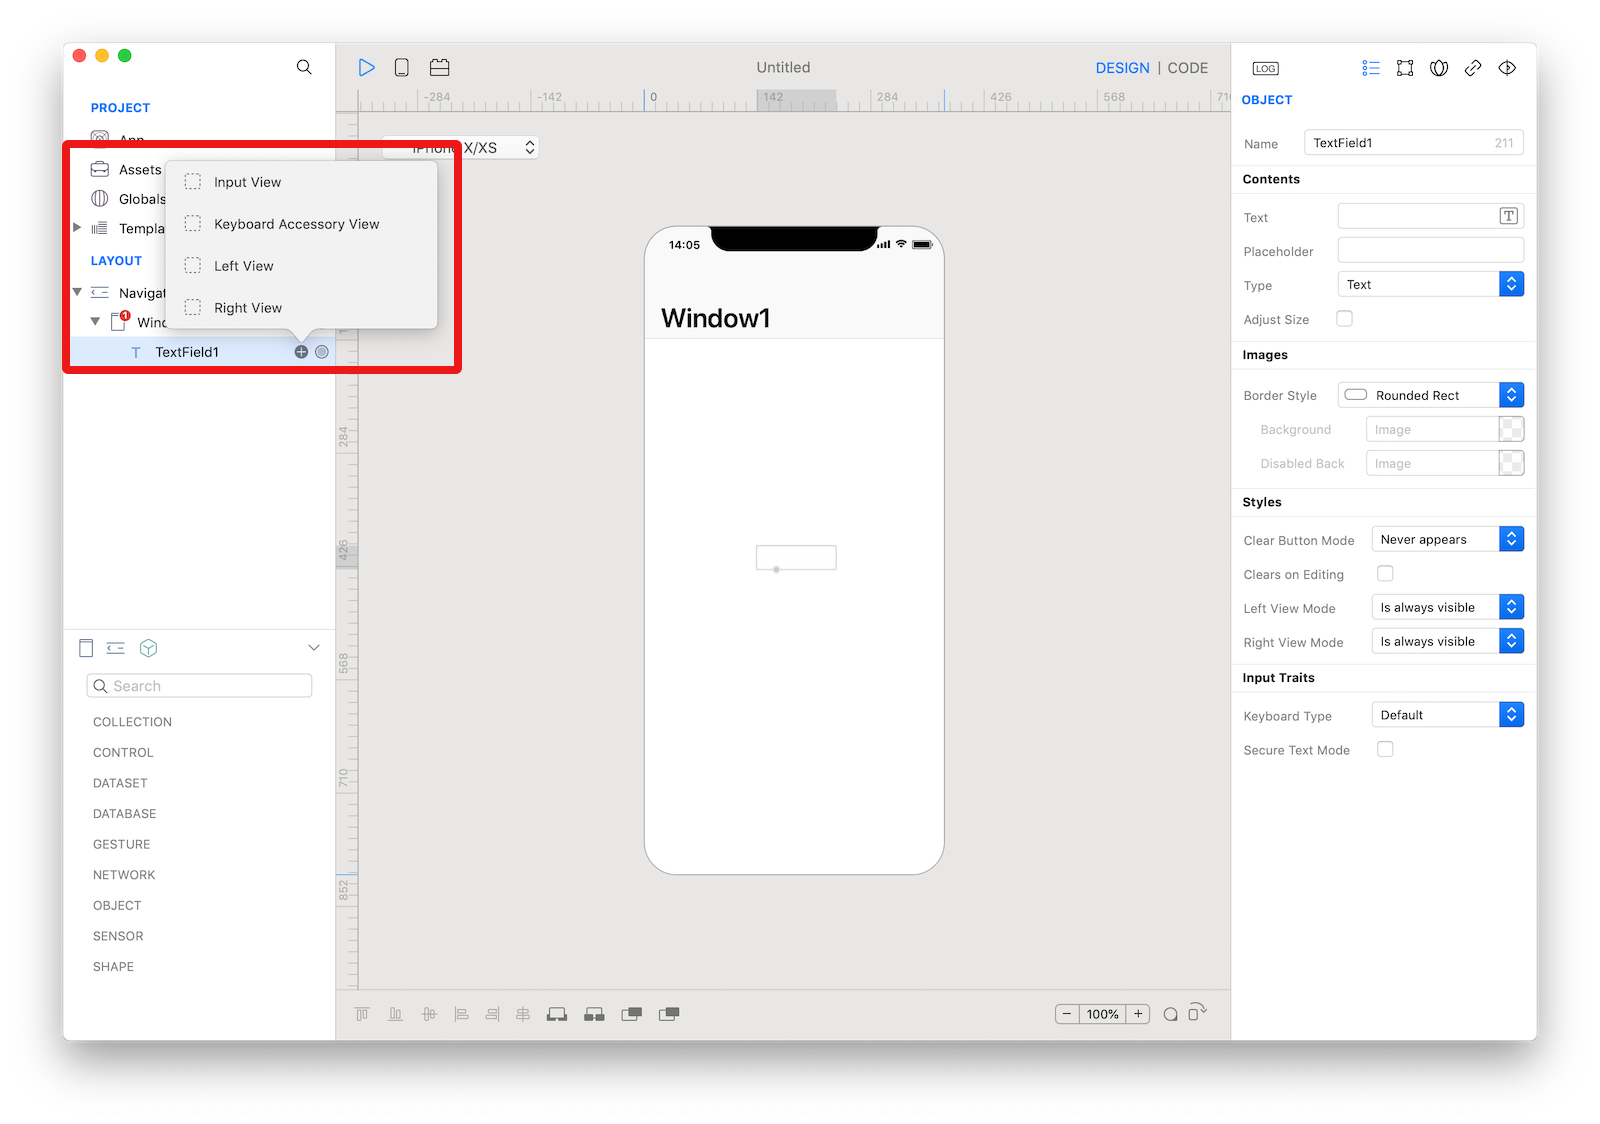 Untitled
DESIGN | CODE
LOG
PROJECT
App
Assets
Globals
Templa
LAYOUT
Navigat
Wind
1
TextField1
Input View
Keyboard Accessory View
Left View
Right View
iPhone X/XS
-284
-142
0
142
284
426
568
710
284
426
568
710
852
14:05
Window1
Search
COLLECTION
CONTROL
DATASET
DATABASE
GESTURE
NETWORK
OBJECT
SENSOR
SHAPE
− 100% +
OBJECT
Name TextField1 211
Contents
Text T
Placeholder
Type Text
Adjust Size
Images
Border Style Rounded Rect
Background Image
Disabled Back Image
Styles
Clear Button Mode Never appears
Clears on Editing
Left View Mode Is always visible
Right View Mode Is always visible
Input Traits
Keyboard Type Default
Secure Text Mode